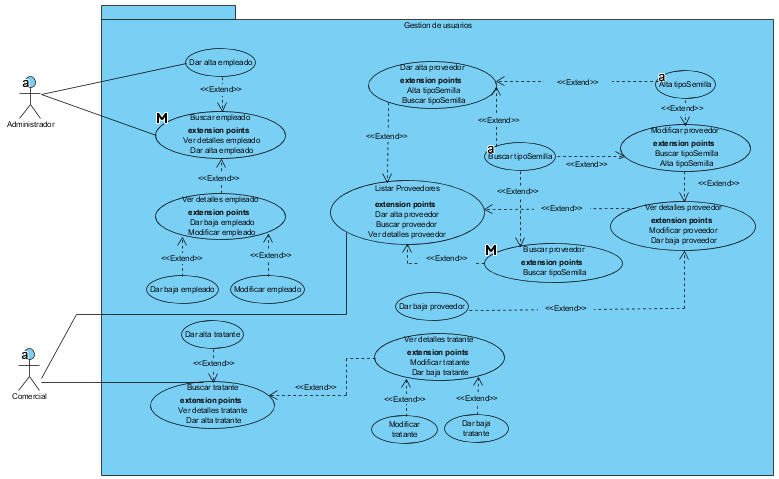 Gestion de usuarios
a
Administrador
Dar alta empleado
<<Extend>>
M
Buscar empleado
extension points
Ver detalles empleado
Dar alta empleado
<<Extend>>
Ver detalles empleado
extension points
Dar baja empleado
Modificar empleado
<<Extend>>
<<Extend>>
Dar baja empleado
Modificar empleado
Dar alta proveedor
extension points
Alta tipoSemilla
Buscar tipoSemilla
<<Extend>>
a
Alta tipoSemilla
<<Extend>>
<<Extend>>
<<Extend>>
Modificar proveedor
extension points
Buscar tipoSemilla
Alta tipoSemilla
a
Buscar tipoSemilla
<<Extend>>
<<Extend>>
<<Extend>>
Listar Proveedores
extension points
Dar alta proveedor
Buscar proveedor
Ver detalles proveedor
<<Extend>>
Ver detalles proveedor
extension points
Modificar proveedor
Dar baja proveedor
M
Buscar proveedor
extension points
Buscar tipoSemilla
<<Extend>>
Dar baja proveedor
<<Extend>>
a
Comercial
Dar alta tratante
<<Extend>>
Buscar tratante
extension points
Ver detalles tratante
Dar alta tratante
<<Extend>>
Ver detalles tratante
extension points
Modificar tratante
Dar baja tratante
<<Extend>>
<<Extend>>
Modificar
tratante
Dar baja
tratante